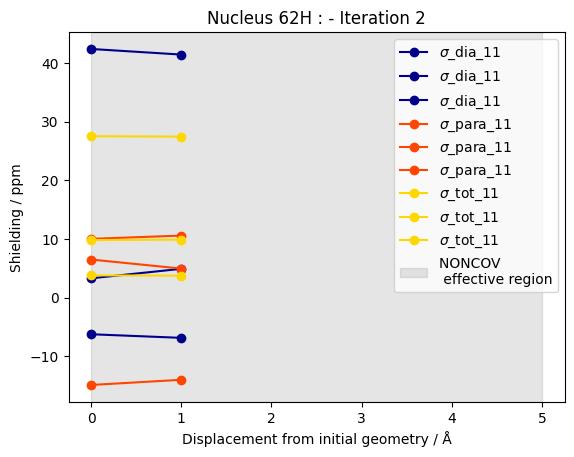 Nucleus 62H : - Iteration 2
Shielding / ppm
40
30
20
10
0
−10
0 1 2 3 4 5
Displacement from initial geometry / Å
σ_dia_11
σ_dia_11
σ_dia_11
σ_para_11
σ_para_11
σ_para_11
σ_tot_11
σ_tot_11
σ_tot_11
NONCOV
effective region